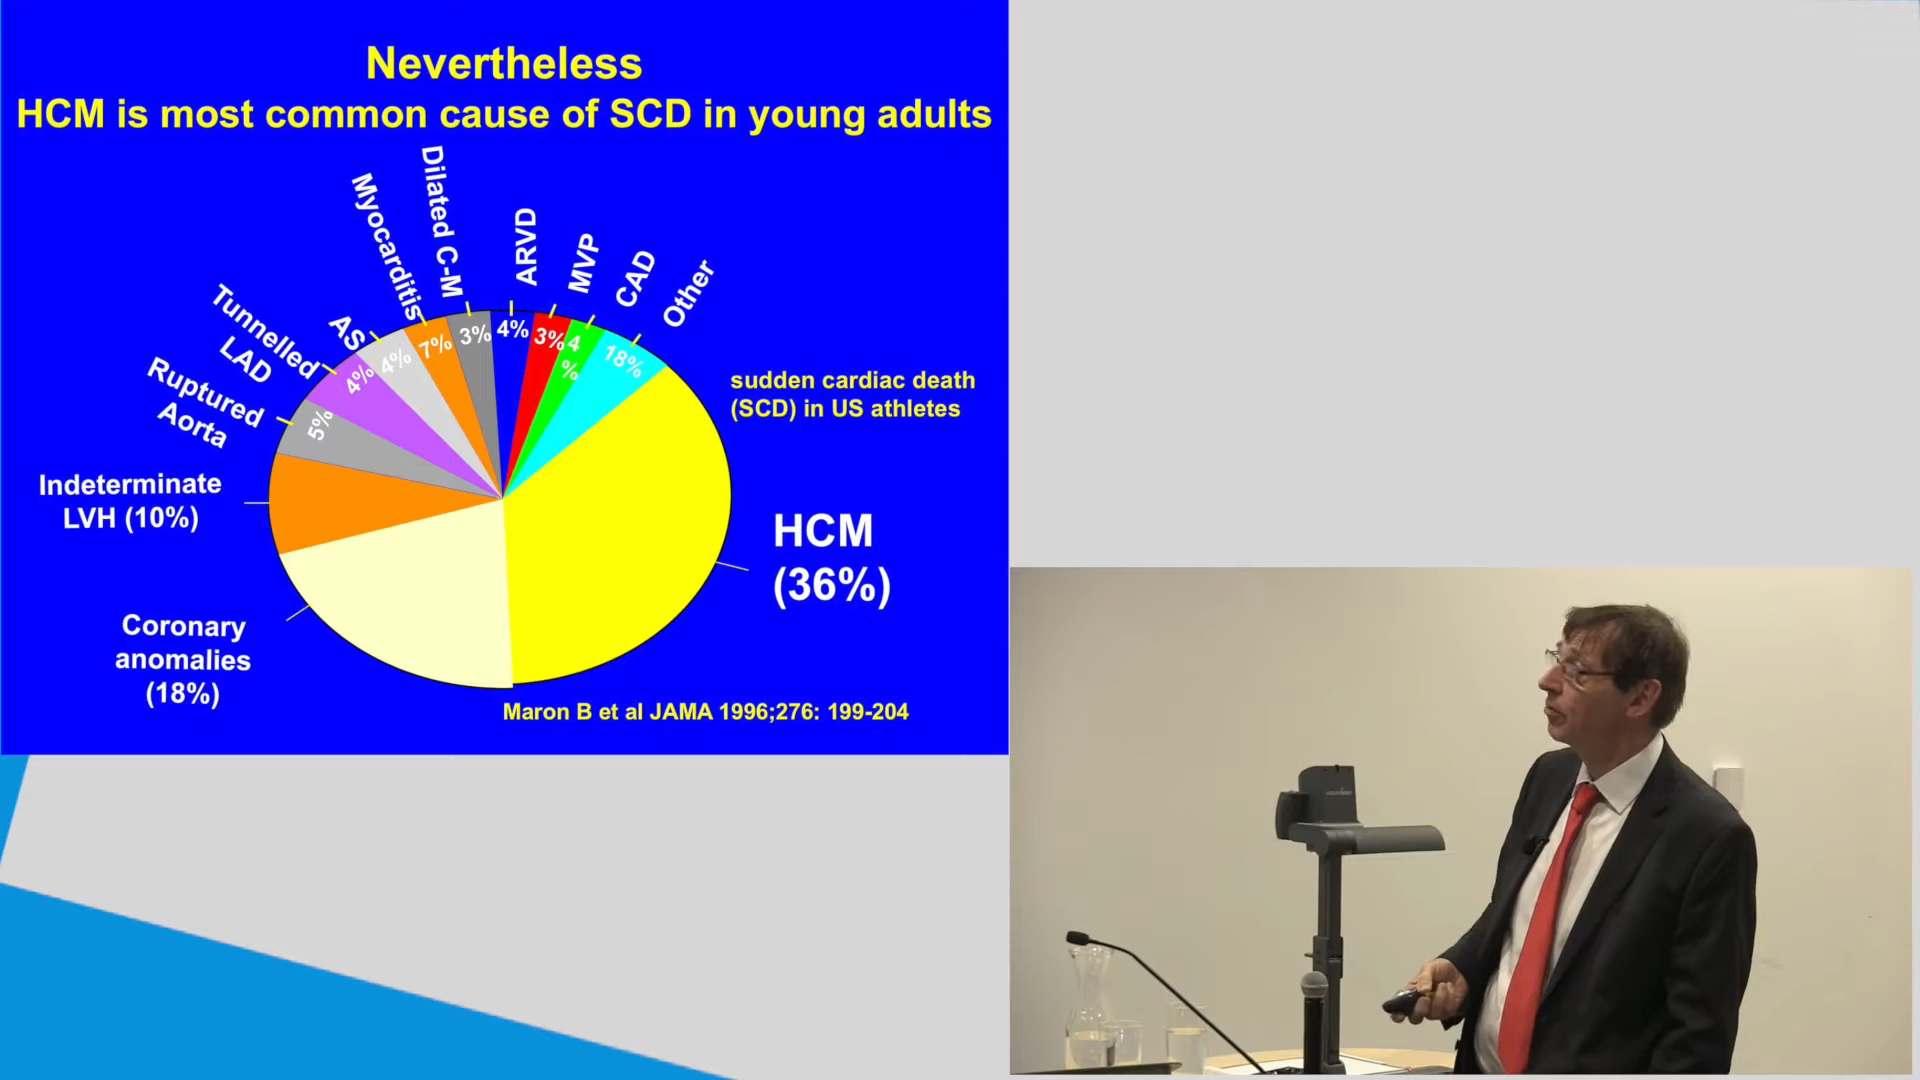 Nevertheless
HCM is most common cause of SCD in young adults
Dilated C-M
Myocarditis
ARVD
MVP
CAD
Other
Tunnelled
LAD
AS
Ruptured
Aorta
5%
4%
4%
7%
3%
4%
3%
4
%
18%
sudden cardiac death
(SCD) in US athletes
Indeterminate
LVH (10%)
HCM
(36%)
Coronary
anomalies
(18%)
Maron B et al JAMA 1996;276: 199-204